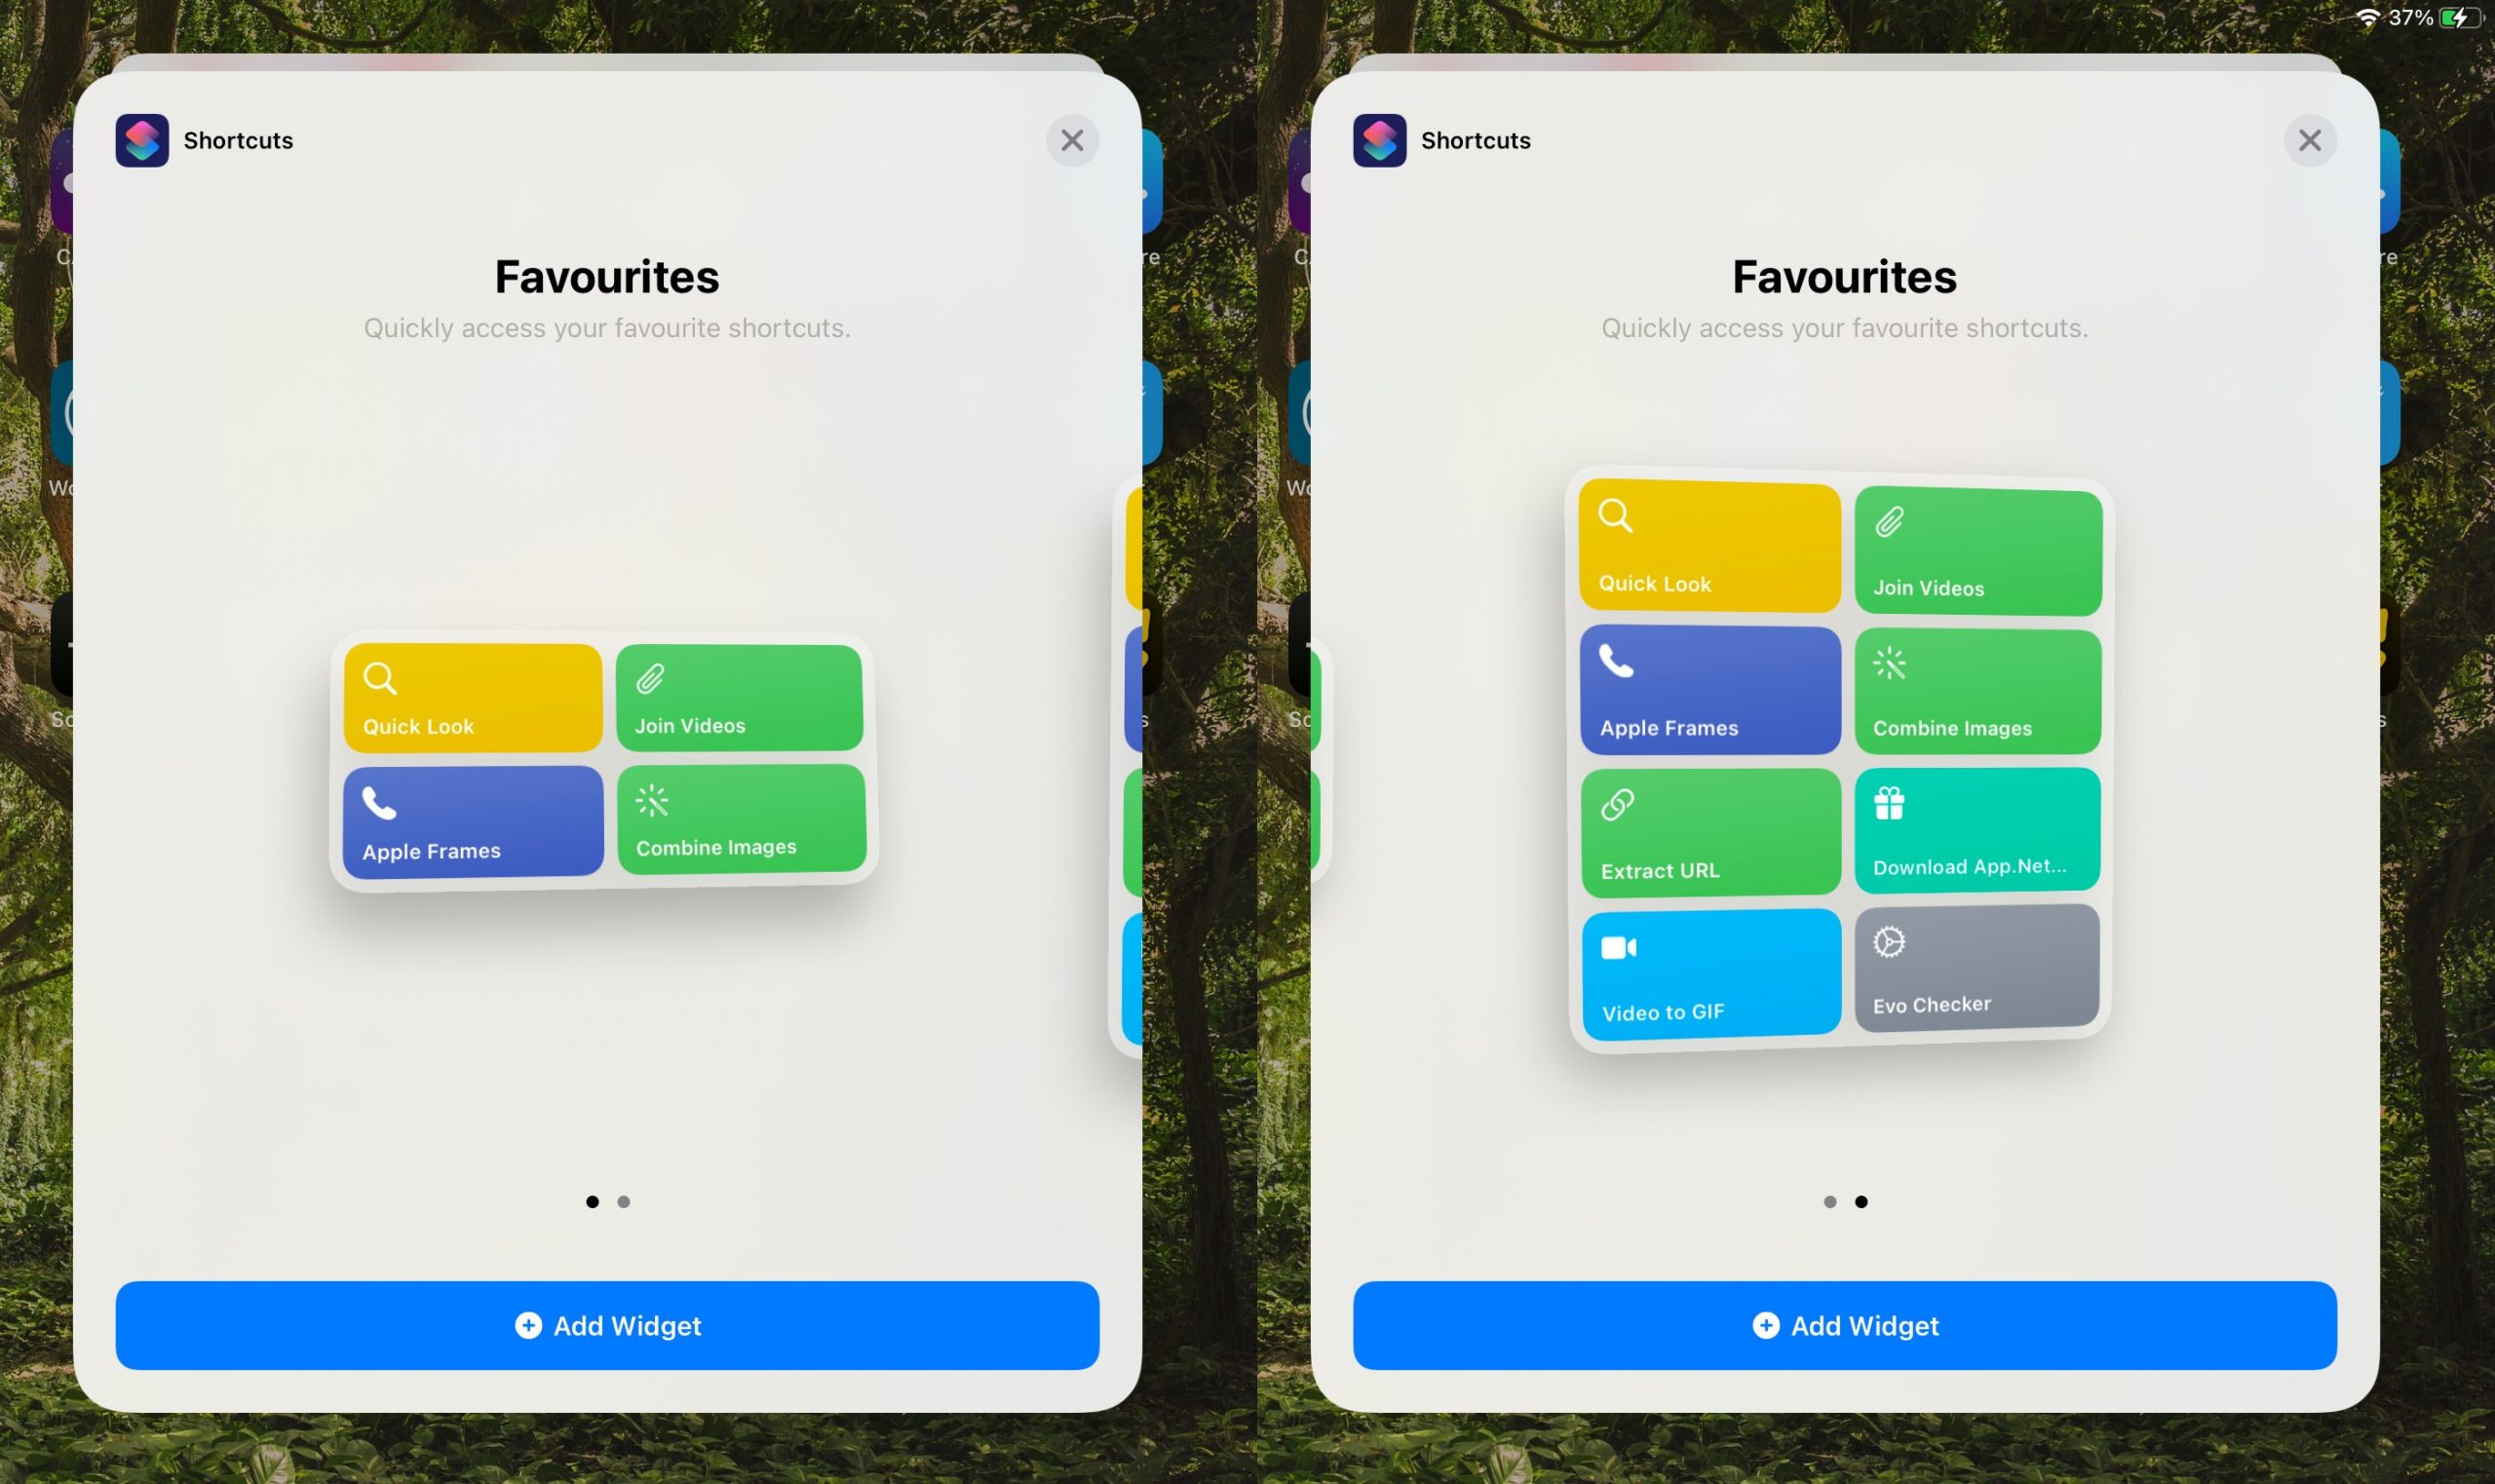 37%
Shortcuts
Favourites
Quickly access your favourite shortcuts.
Quick Look
Join Videos
Apple Frames
Combine Images
Add Widget
Shortcuts
Favourites
Quickly access your favourite shortcuts.
Quick Look
Join Videos
Apple Frames
Combine Images
Extract URL
Download App.Net...
Video to GIF
Evo Checker
Add Widget